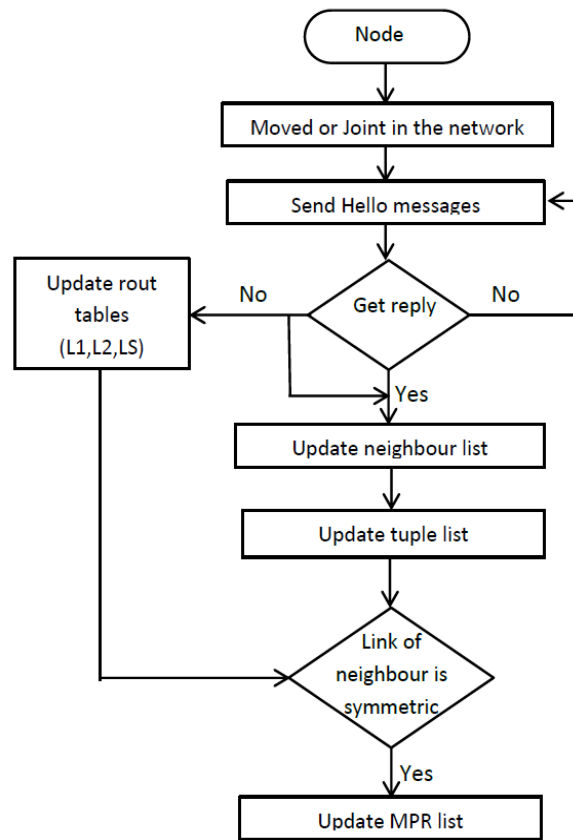 Node
Moved or Joint in the network
Send Hello messages
Update rout
tables
(L1,L2,LS)
No
Get reply
No
Yes
Update neighbour list
Update tuple list
Link of
neighbour is
symmetric
Yes
Update MPR list